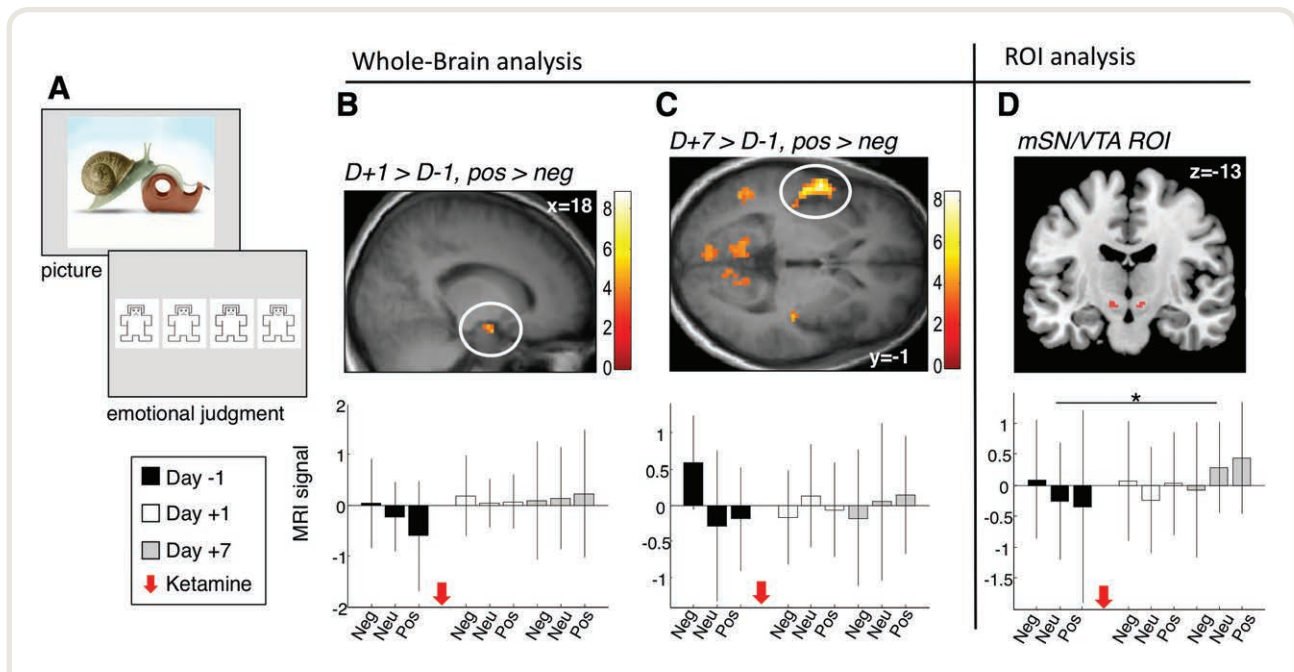 Whole-Brain analysis
ROI analysis
A
picture
emotional judgment
Day -1
Day +1
Day +7
Ketamine
B
D+1 > D-1, pos > neg
x=18
8
6
4
2
0
MRI signal
2
1
0
-1
-2
Neg Neu Pos Neg Neu Pos Neg Neu Pos
C
D+7 > D-1, pos > neg
y=-1
8
6
4
2
0
1
0.5
0
-0.5
-1
Neg Neu Pos Neg Neu Pos Neg Neu Pos
D
mSN/VTA ROI
z=-13
*
1
0.5
0
-0.5
-1
-1.5
Neg Neu Pos Neg Neu Pos Neg Neu Pos